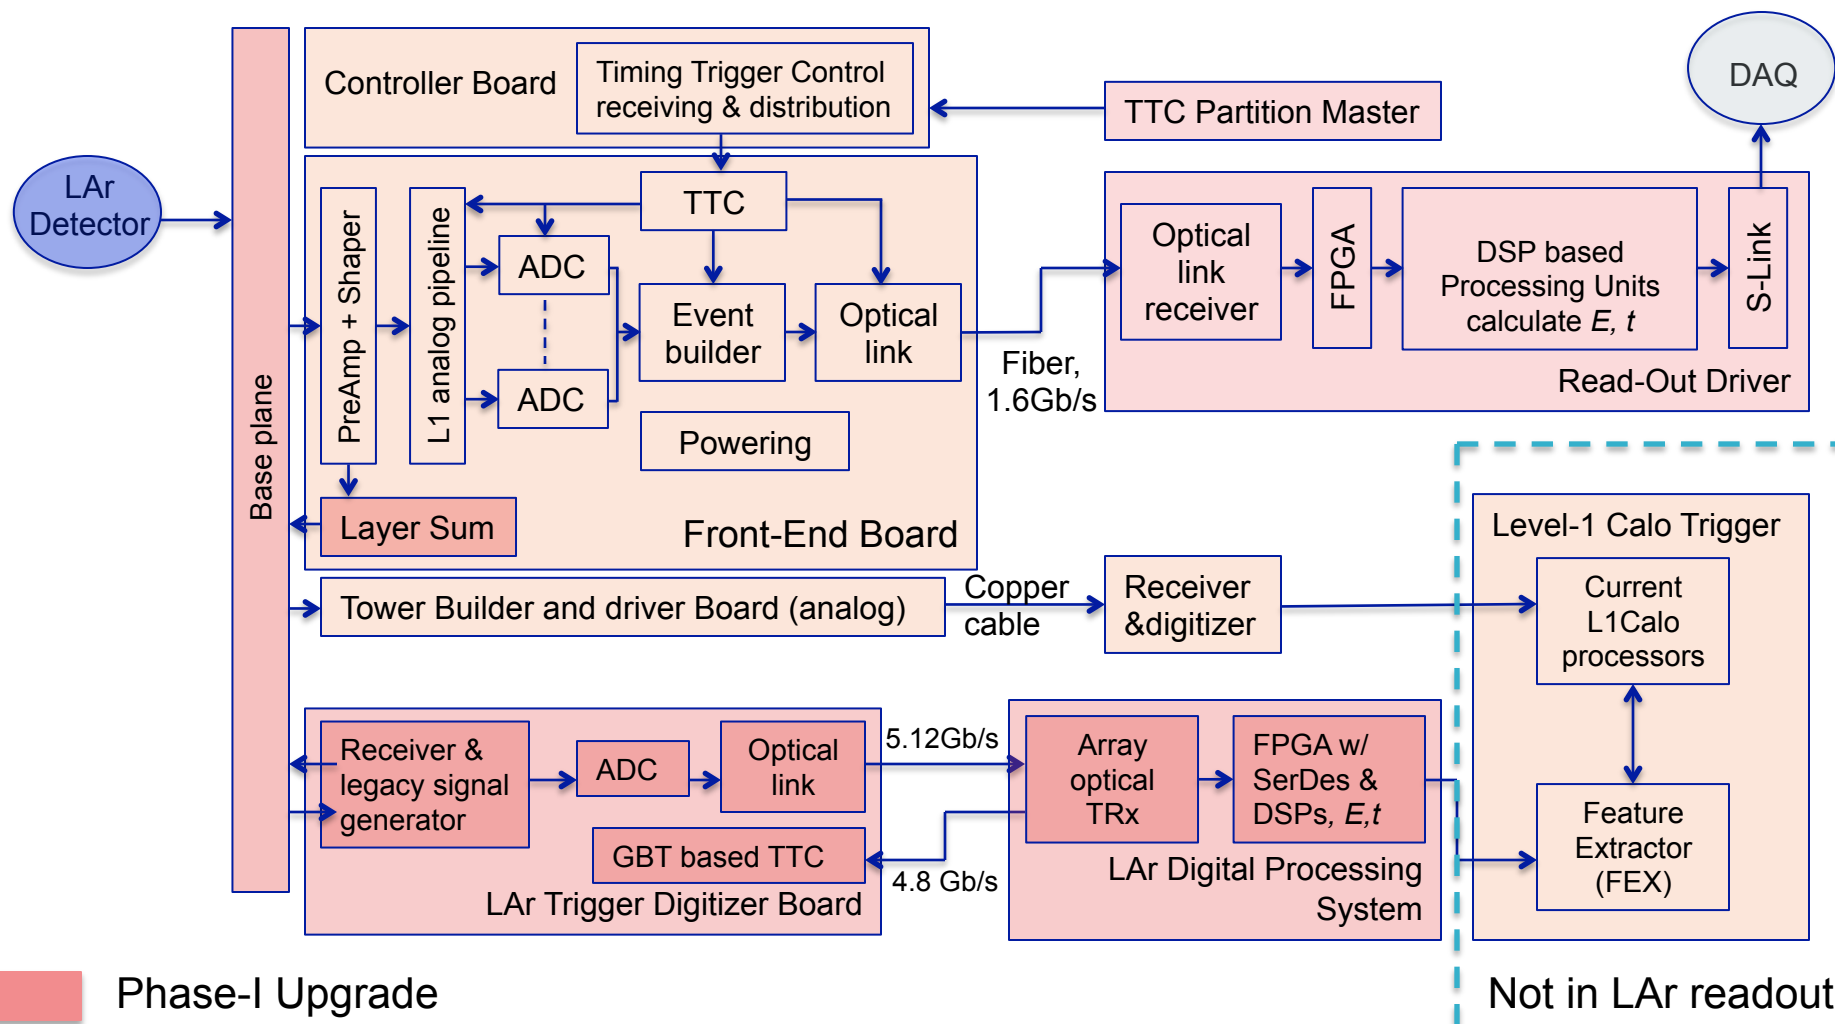 Controller Board
Timing Trigger Control
receiving & distribution
TTC Partition Master
DAQ
LAr
Detector
Base plane
PreAmp + Shaper
L1 analog pipeline
TTC
ADC
ADC
Event
builder
Optical
link
Powering
Layer Sum
Front-End Board
Fiber,
1.6Gb/s
Optical
link
receiver
FPGA
DSP based
Processing Units
calculate E, t
S-Link
Read-Out Driver
Tower Builder and driver Board (analog)
Copper
cable
Receiver
&digitizer
Level-1 Calo Trigger
Current
L1Calo
processors
Feature
Extractor
(FEX)
Receiver &
legacy signal
generator
ADC
Optical
link
GBT based TTC
LAr Trigger Digitizer Board
5.12Gb/s
4.8 Gb/s
Array
optical
TRx
FPGA w/
SerDes &
DSPs, E,t
LAr Digital Processing
System
Phase-I Upgrade
Not in LAr readout